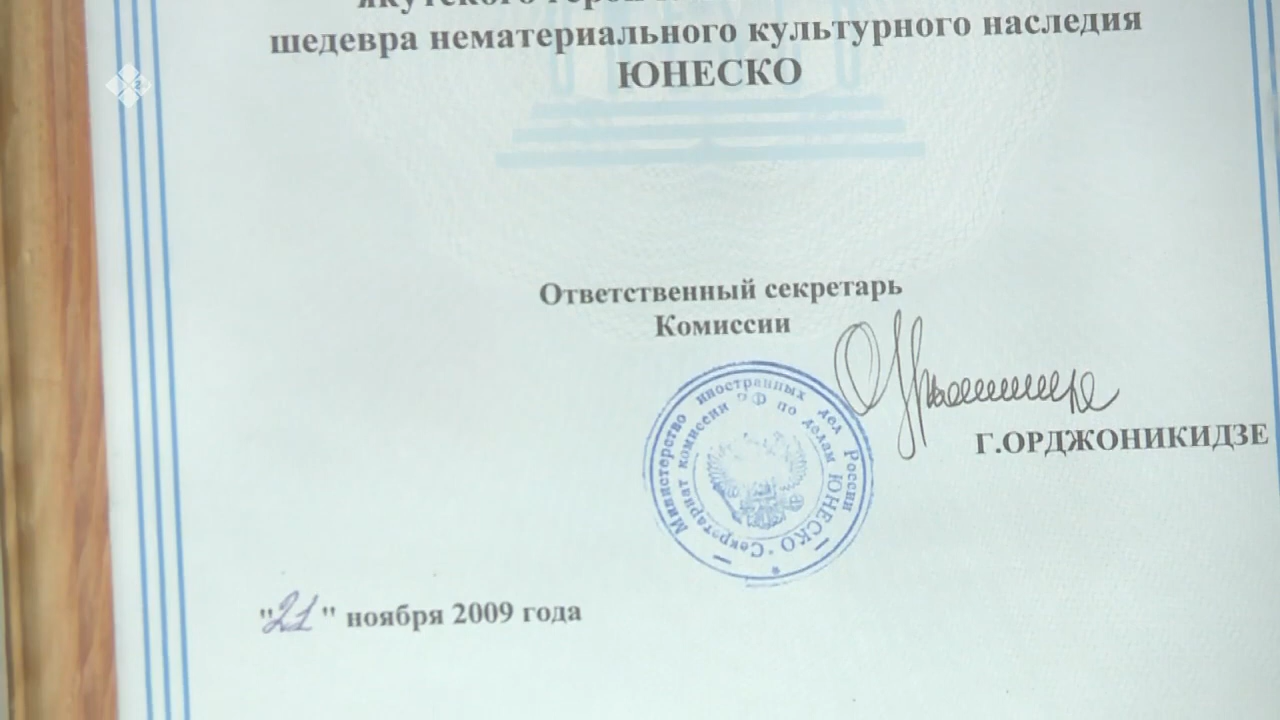 якутского
шедевра нематериального культурного наследия
ЮНЕСКО
Ответственный секретарь
Комиссии
Г.ОРДЖОНИКИДЗЕ
Министерство иностранных дел России
Секретариат комиссии РФ по делам ЮНЕСКО
"21" ноября 2009 года